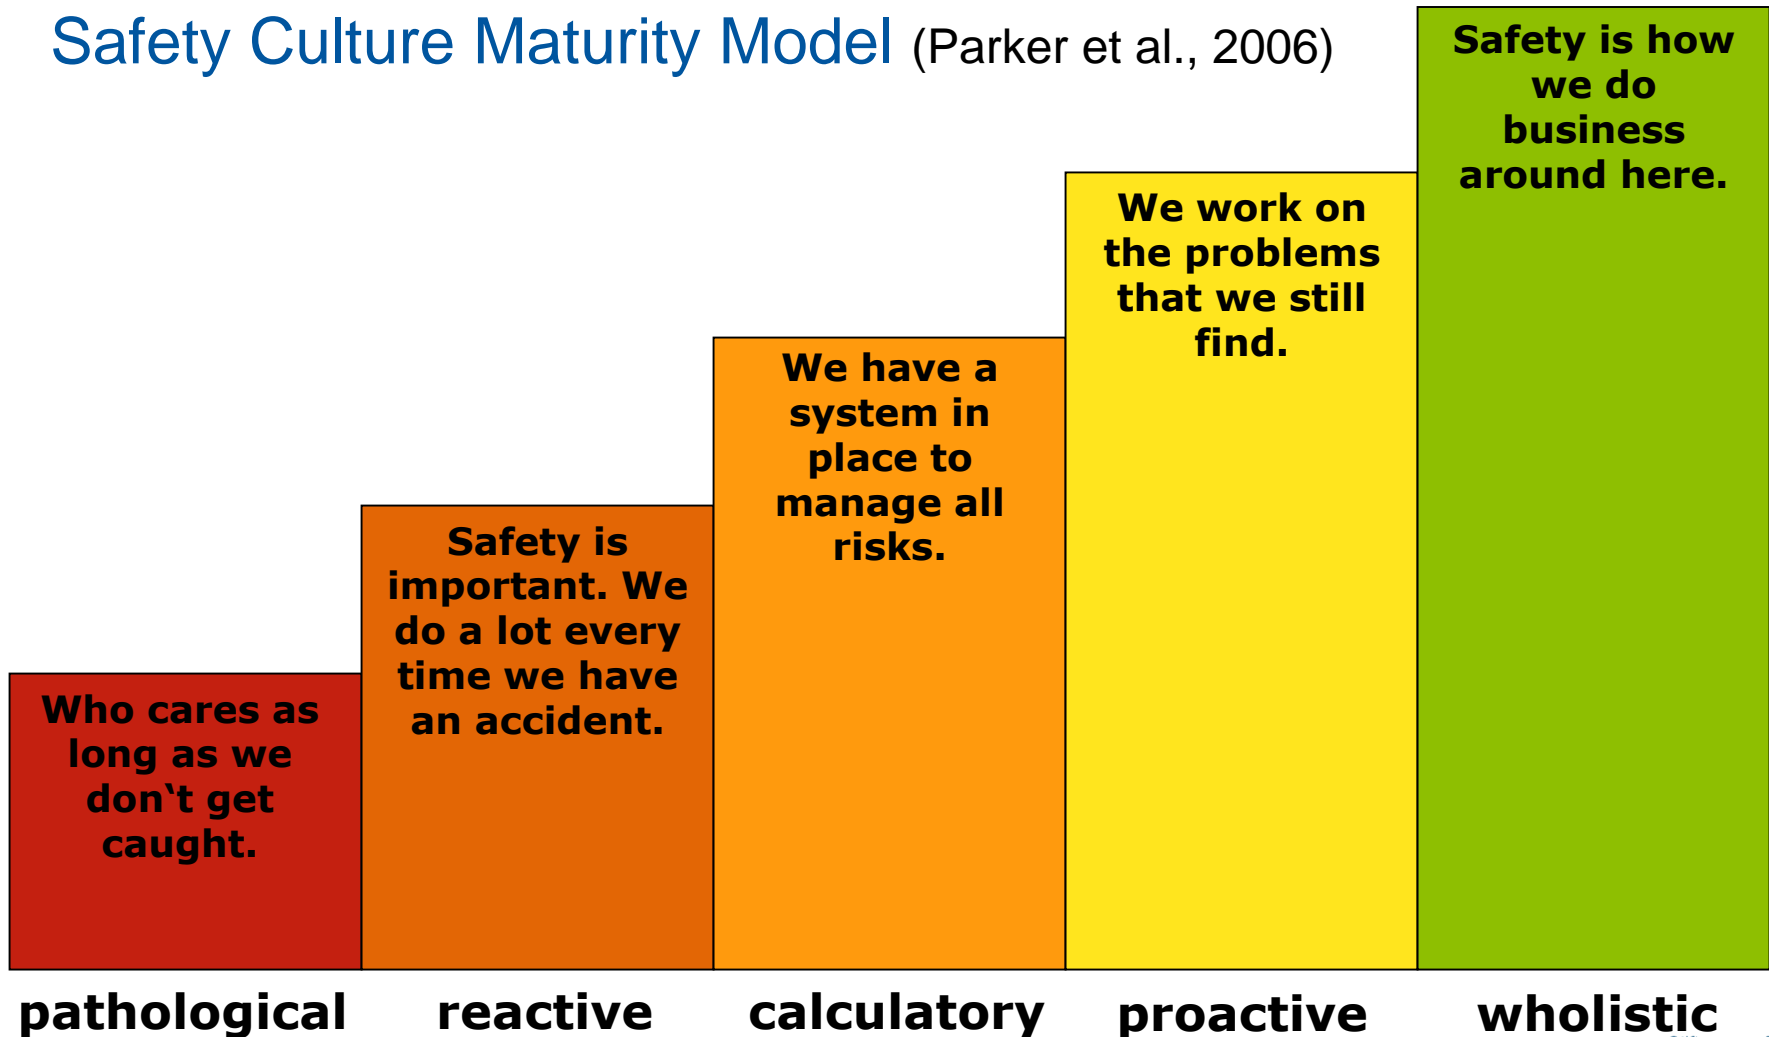 Safety Culture Maturity Model (Parker et al., 2006)
Safety is how
we do
business
around here.
We work on
the problems
that we still
find.
We have a
system in
place to
manage all
risks.
Safety is
important. We
do a lot every
time we have
an accident.
Who cares as
long as we
don‘t get
caught.
pathological
reactive
calculatory
proactive
wholistic